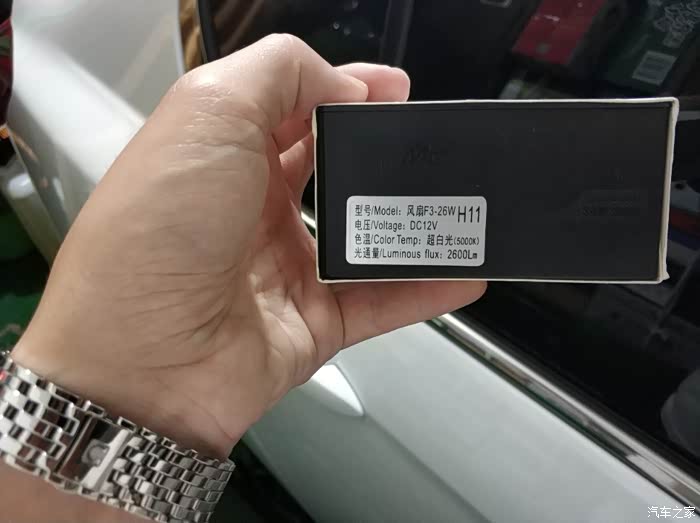 型号/Model: 风扇F3-26W H11
电压/Voltage: DC12V
色温/Color Temp: 超白光(5000K)
光通量/Luminous flux: 2600Lm
汽车之家